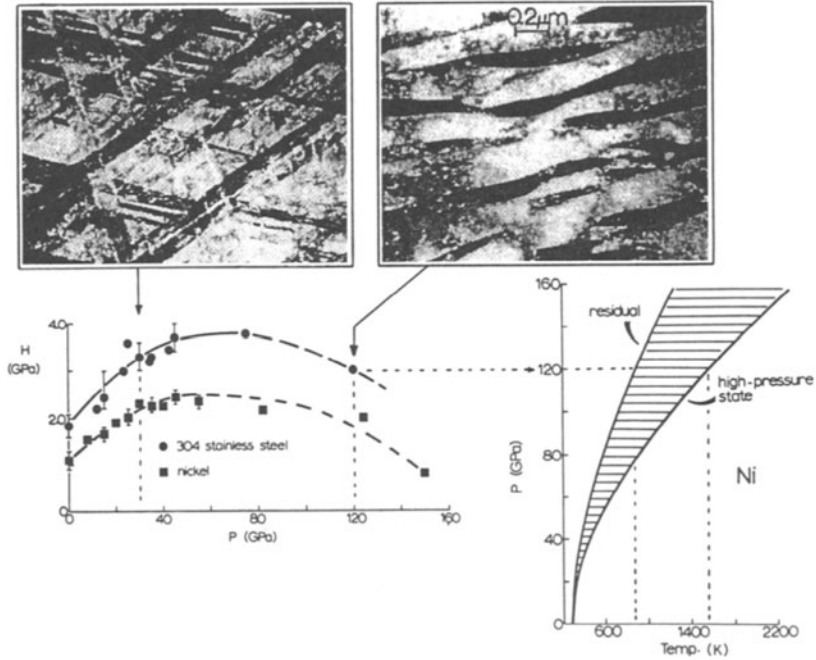 0.2μm
4.0
H
(GPa)
2.0
0
304 stainless steel
nickel
0 40 80 120 160
P (GPa)
160
120
80
40
0
P (GPa)
residual
high-pressure
state
Ni
600 1400 2200
Temp. (K)